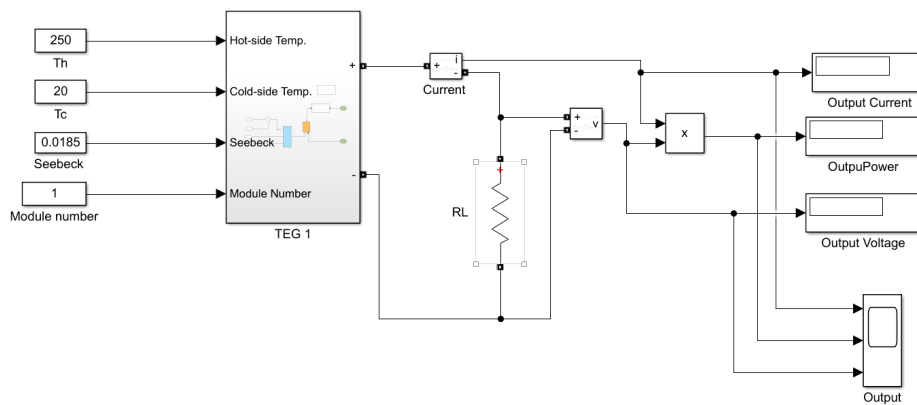 250
Th
20
Tc
0.0185
Seebeck
1
Module number
Hot-side Temp.
Cold-side Temp.
Seebeck
Module Number
+
-
TEG 1
+
i
-
Current
+
-
v
x
+
RL
Output Current
OutpuPower
Output Voltage
Output